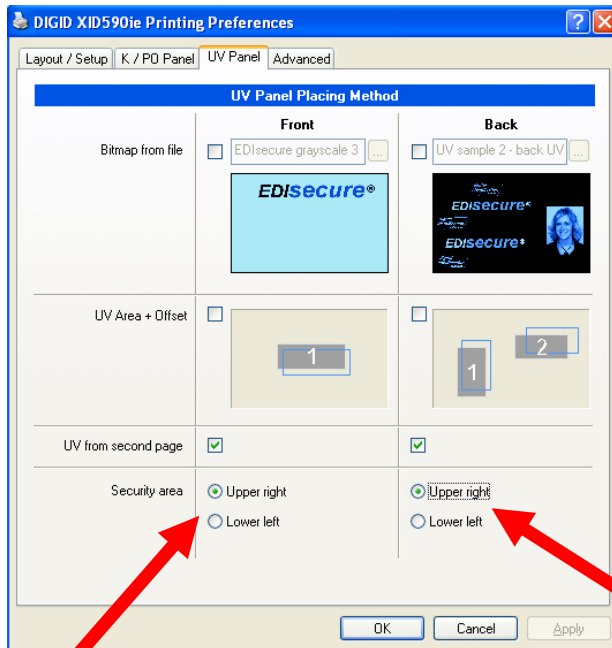 DIGID XID590ie Printing Preferences
Layout / Setup K / PO Panel UV Panel Advanced
UV Panel Placing Method
Front Back
Bitmap from file EDIsecure grayscale 3 ... UV sample 2 - back UV ...
EDIsecure®
EDIsecure®
EDIsecure®
UV Area + Offset
1
1 2
UV from second page
Security area Upper right Upper right
Lower left Lower left
OK Cancel Apply